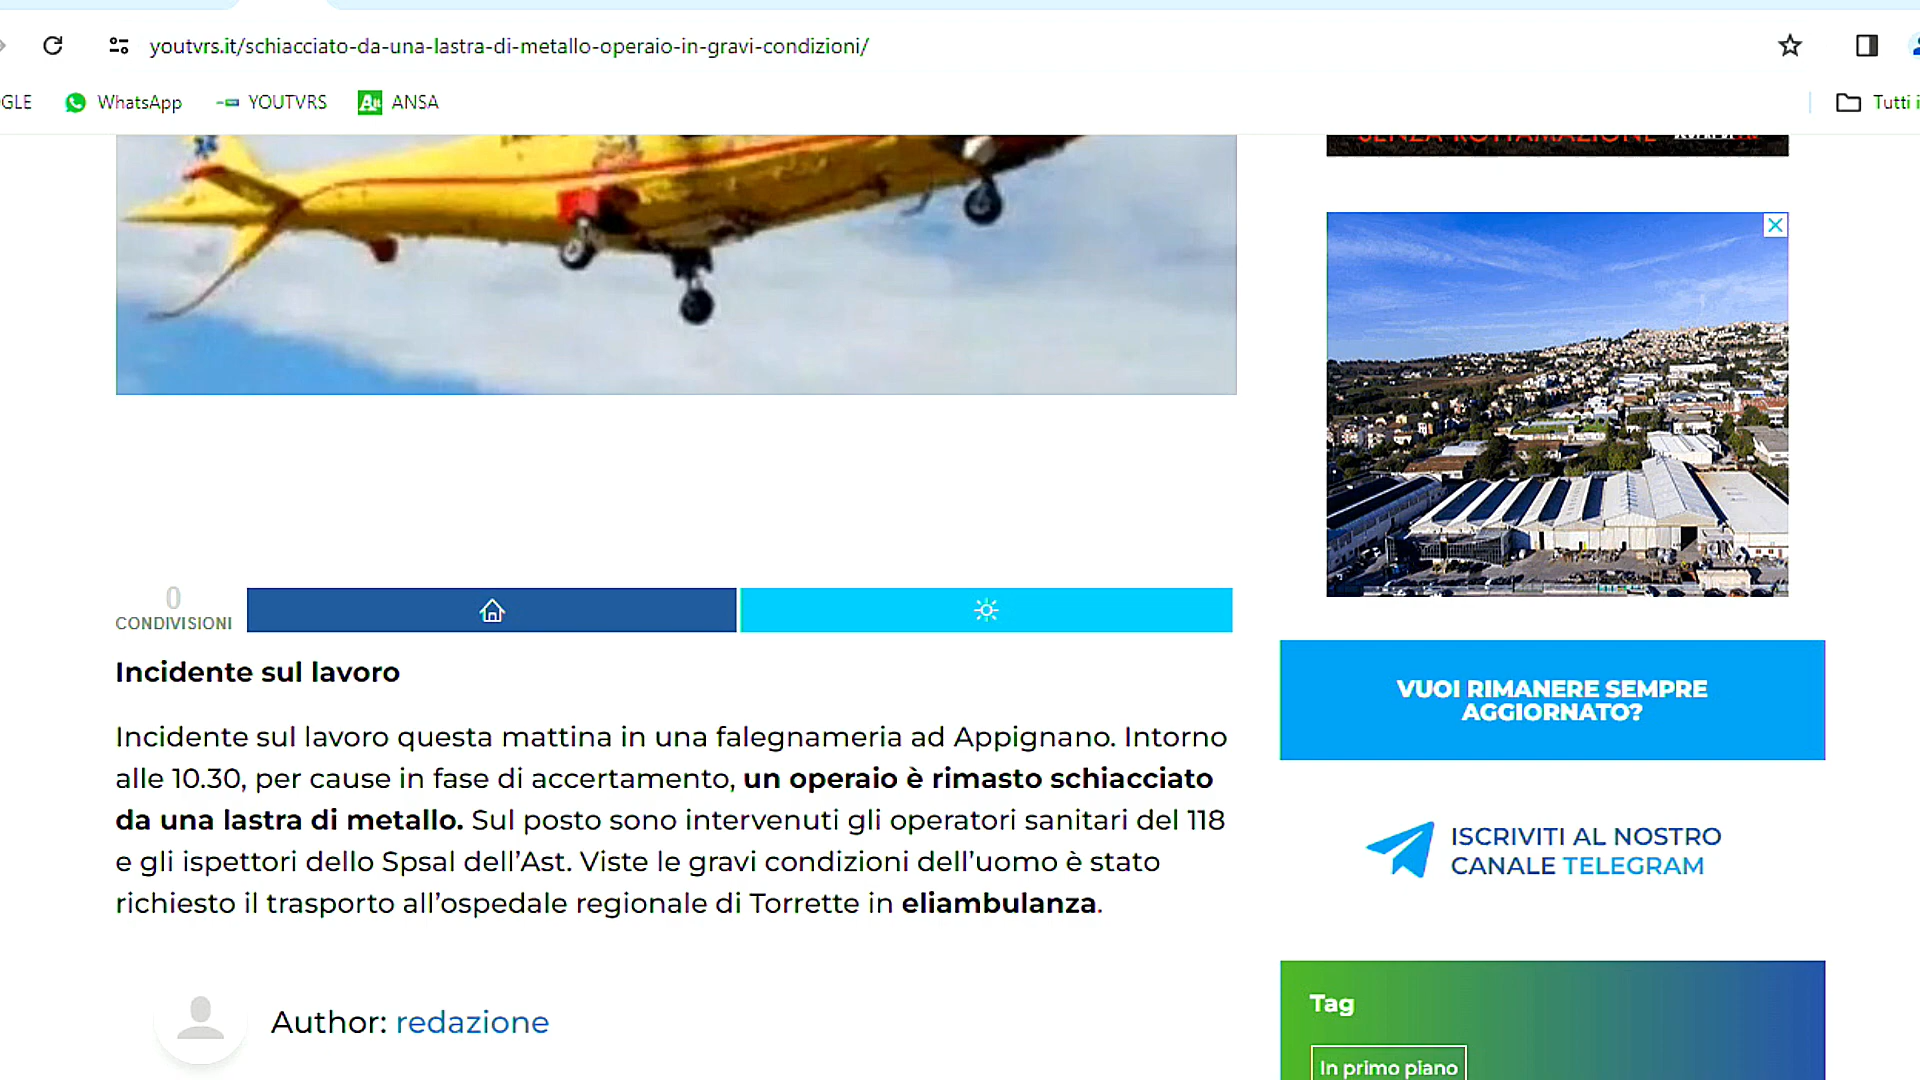 youtvrs.it/schiacciato-da-una-lastra-di-metallo-operaio-in-gravi-condizioni/
GLE WhatsApp YOUTVRS ANSA Tutti i
SENZA ROTTAMAZIONE
0
CONDIVISIONI
Incidente sul lavoro
Incidente sul lavoro questa mattina in una falegnameria ad Appignano. Intorno
alle 10.30, per cause in fase di accertamento, un operaio è rimasto schiacciato
da una lastra di metallo. Sul posto sono intervenuti gli operatori sanitari del 118
e gli ispettori dello Spsal dell’Ast. Viste le gravi condizioni dell’uomo è stato
richiesto il trasporto all’ospedale regionale di Torrette in eliambulanza.
Author: redazione
VUOI RIMANERE SEMPRE
AGGIORNATO?
ISCRIVITI AL NOSTRO
CANALE TELEGRAM
Tag
In primo piano